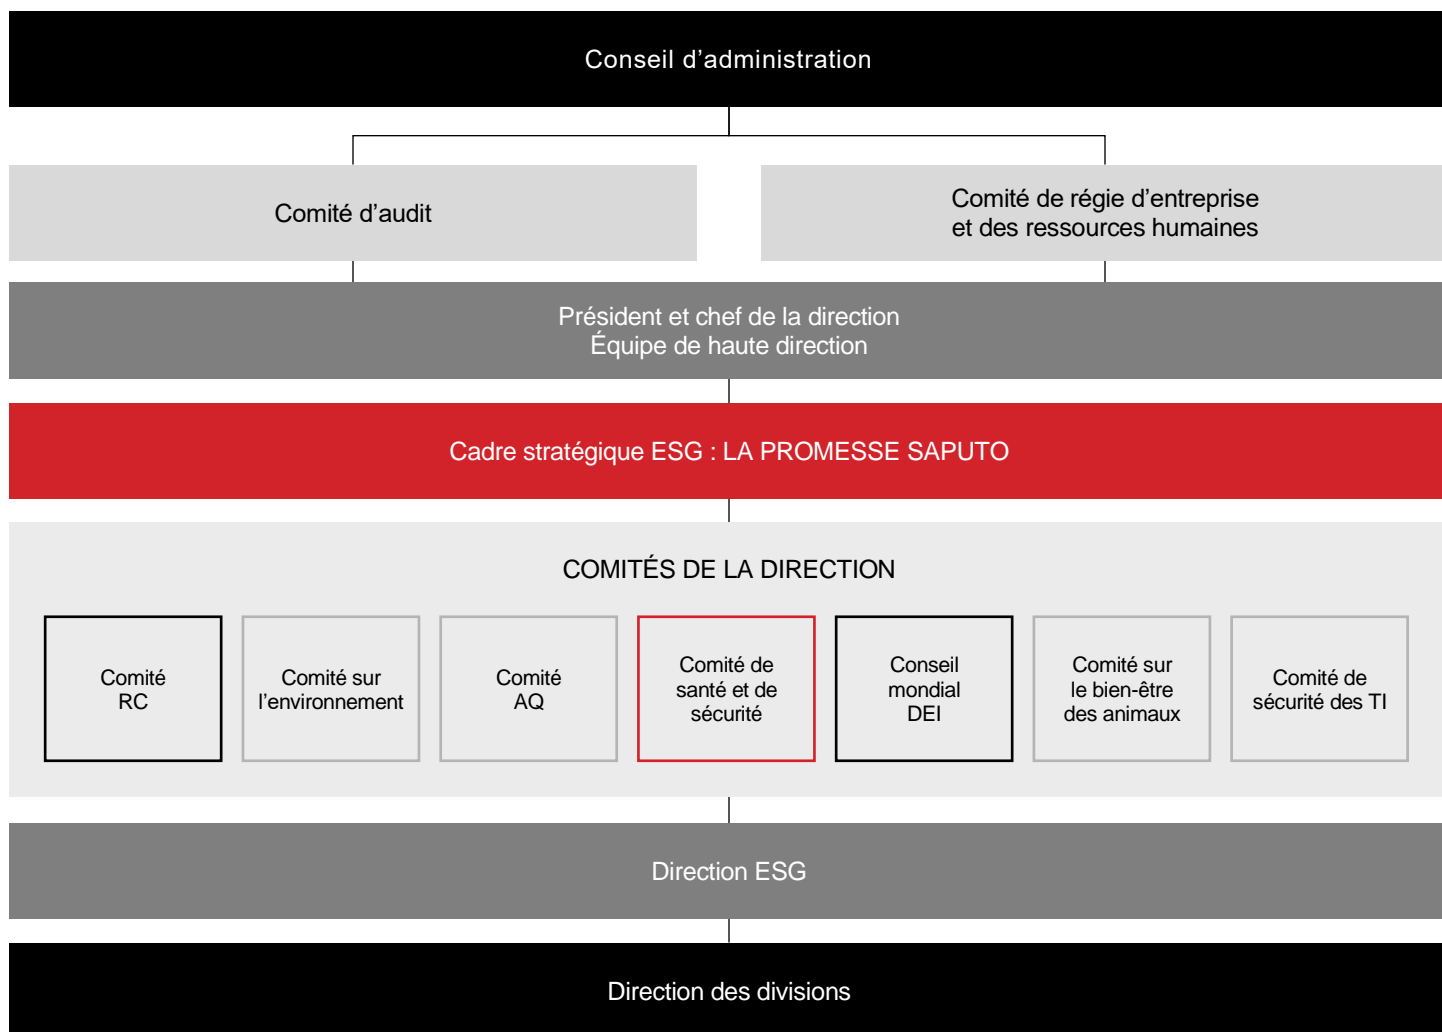 Conseil d’administration
Comité d’audit
Comité de régie d’entreprise
et des ressources humaines
Président et chef de la direction
Équipe de haute direction
Cadre stratégique ESG : LA PROMESSE SAPUTO
COMITÉS DE LA DIRECTION
Comité
RC
Comité sur
l’environnement
Comité
AQ
Comité de
santé et de
sécurité
Conseil
mondial
DEI
Comité sur
le bien-être
des animaux
Comité de
sécurité des TI
Direction ESG
Direction des divisions